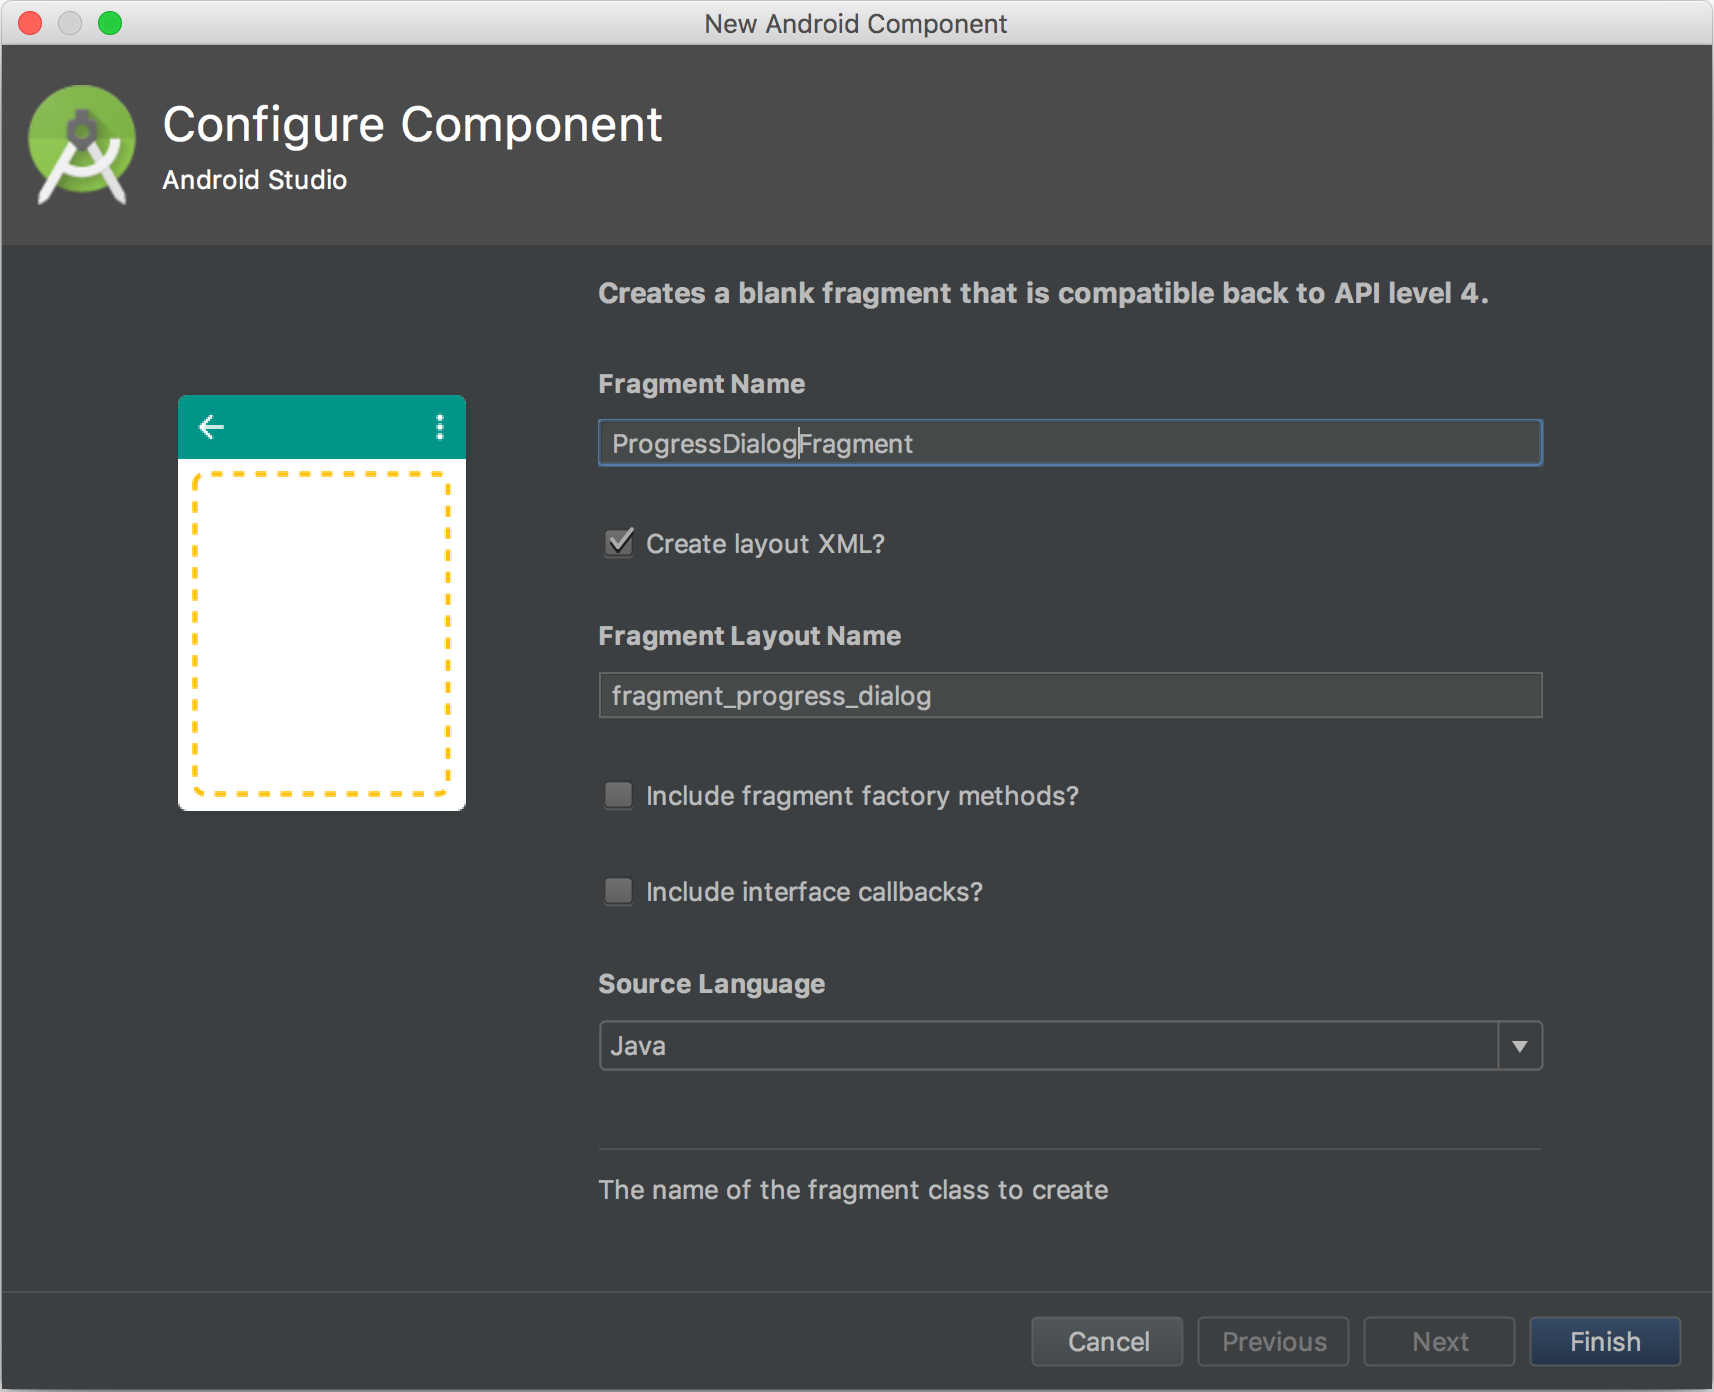 New Android Component
Configure Component
Android Studio
Creates a blank fragment that is compatible back to API level 4.
Fragment Name
ProgressDialogFragment
Create layout XML?
Fragment Layout Name
fragment_progress_dialog
Include fragment factory methods?
Include interface callbacks?
Source Language
Java
The name of the fragment class to create
Cancel Previous Next Finish